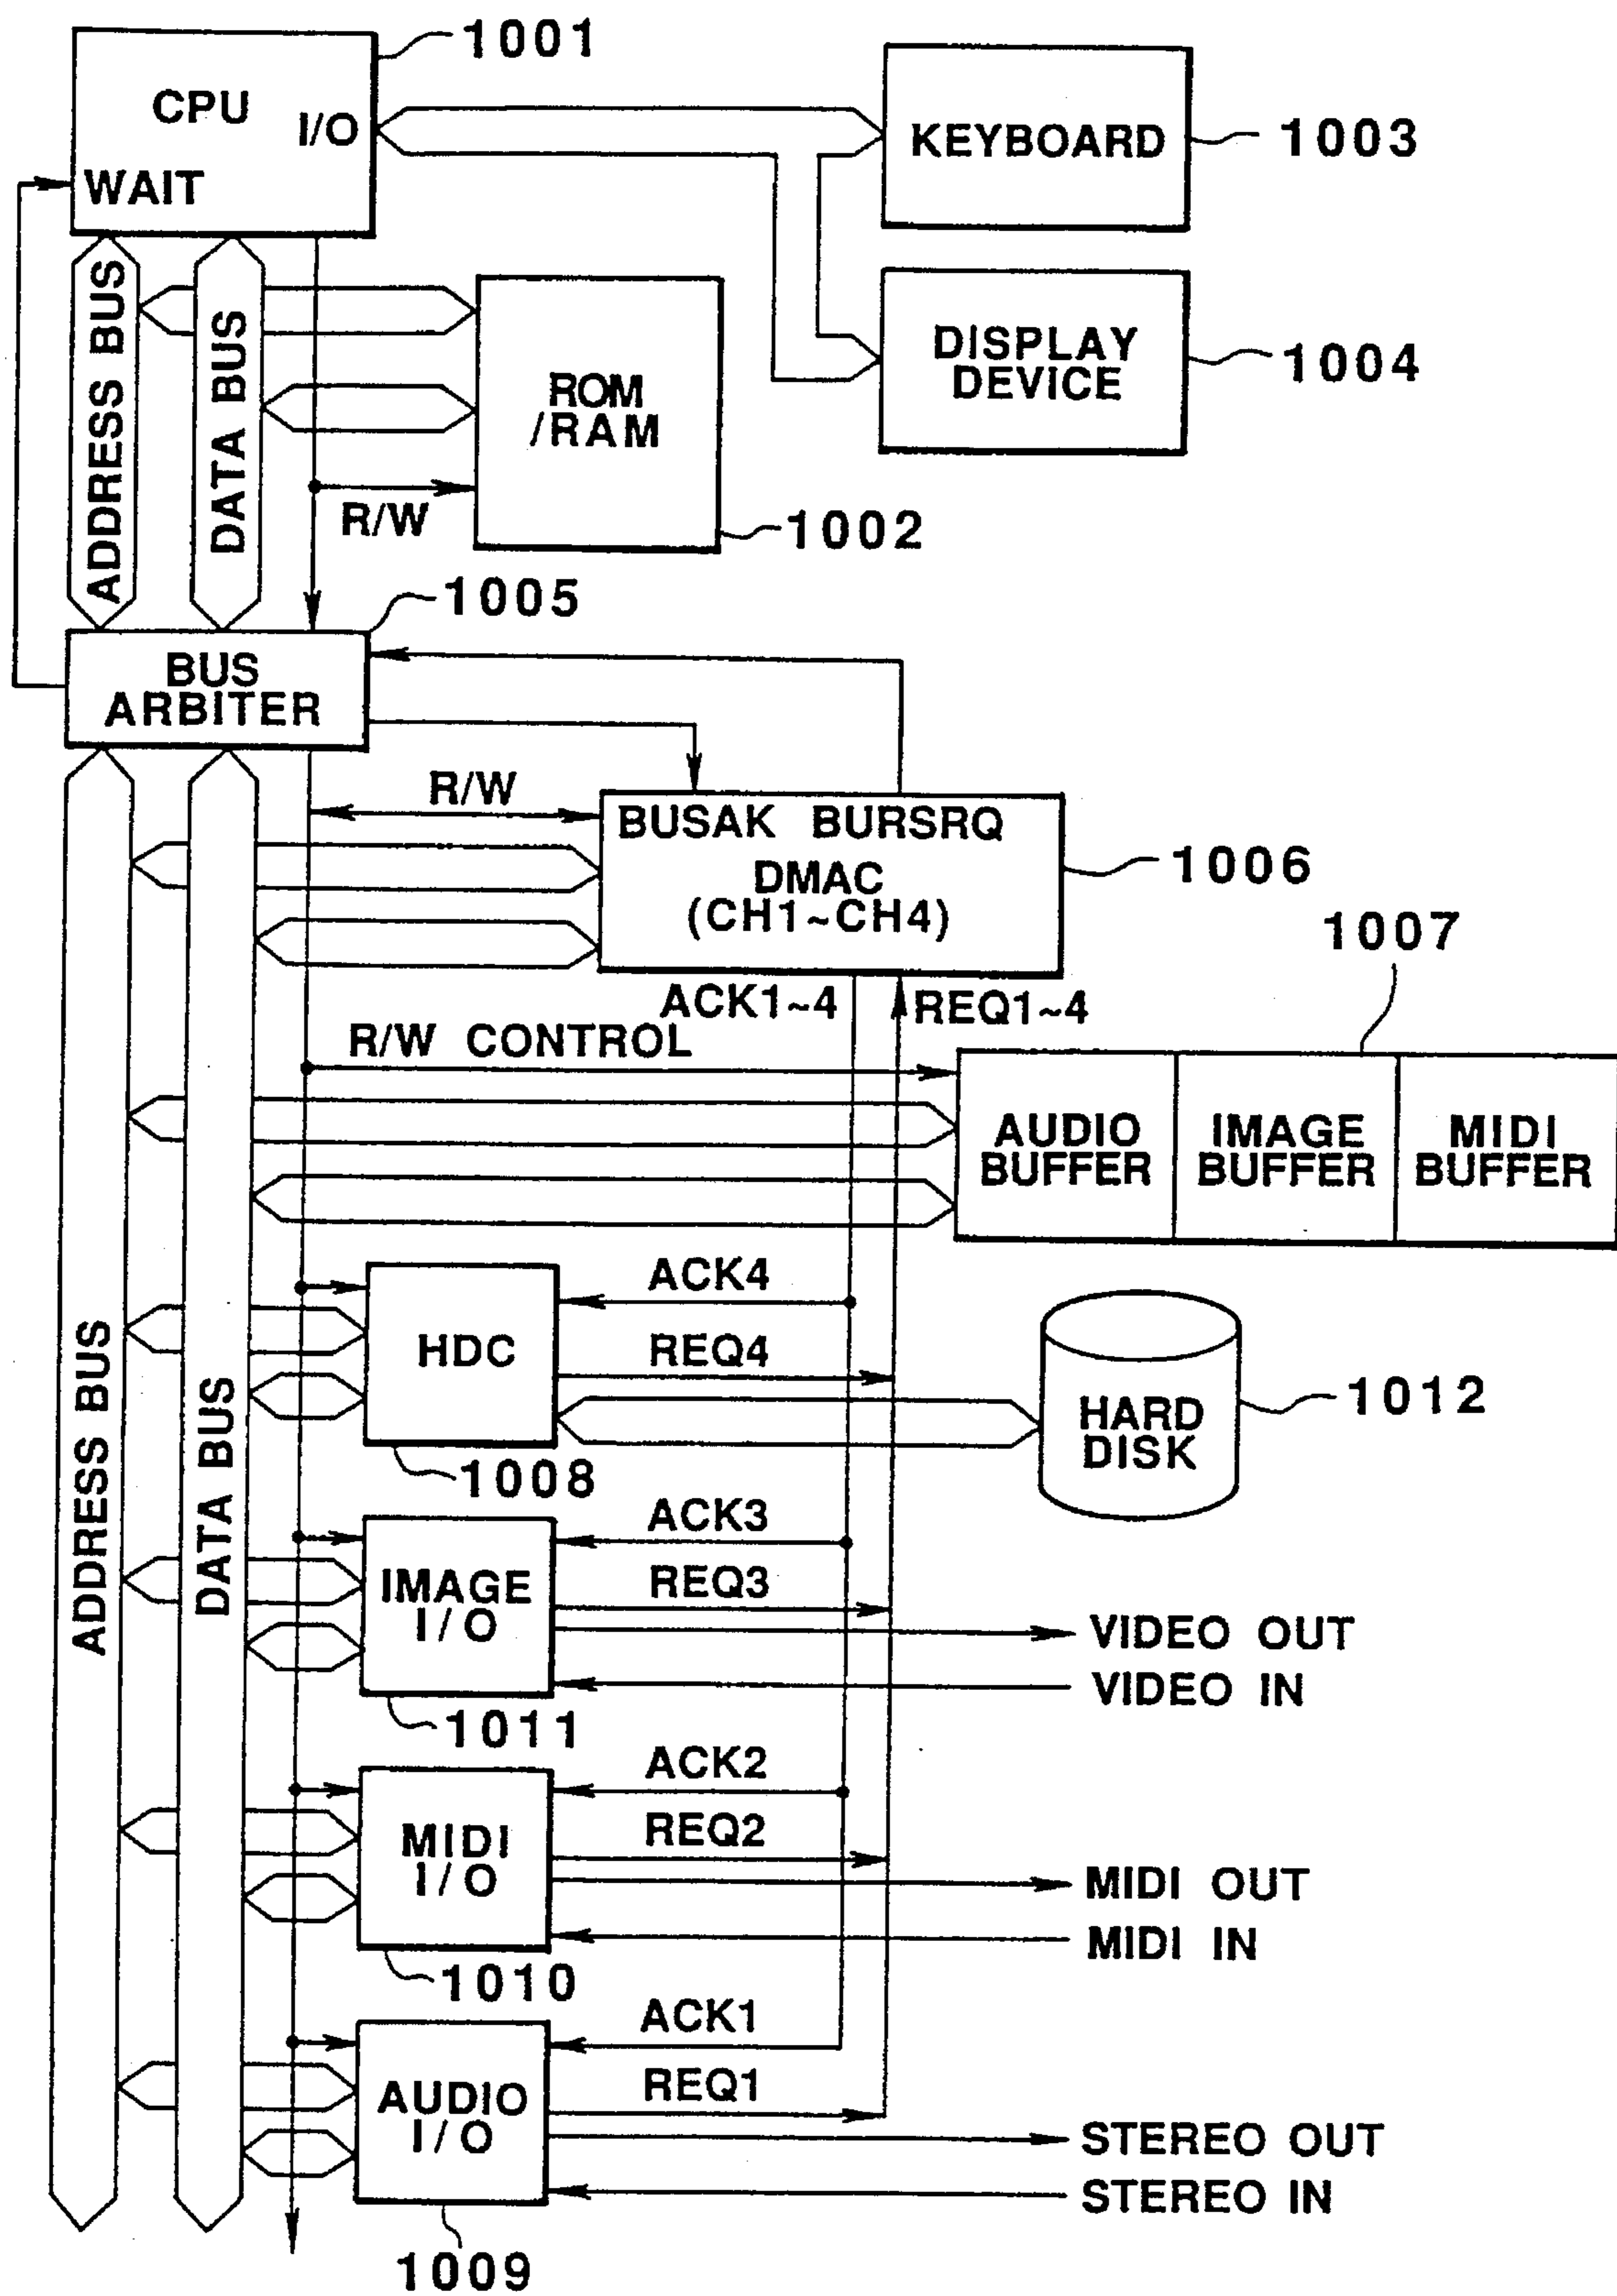 1001
CPU
I/O
WAIT
KEYBOARD
1003
DISPLAY
DEVICE
1004
ADDRESS BUS
DATA BUS
ROM
/RAM
R/W
1002
1005
BUS
ARBITER
R/W
BUSAK BURSRQ
DMAC
(CH1~CH4)
1006
1007
ACK1~4
REQ1~4
R/W CONTROL
AUDIO
BUFFER
IMAGE
BUFFER
MIDI
BUFFER
ADDRESS BUS
DATA BUS
HDC
ACK4
REQ4
1008
HARD
DISK
1012
IMAGE
I/O
ACK3
REQ3
VIDEO OUT
VIDEO IN
1011
MIDI
I/O
ACK2
REQ2
MIDI OUT
MIDI IN
1010
AUDIO
I/O
ACK1
REQ1
STEREO OUT
STEREO IN
1009